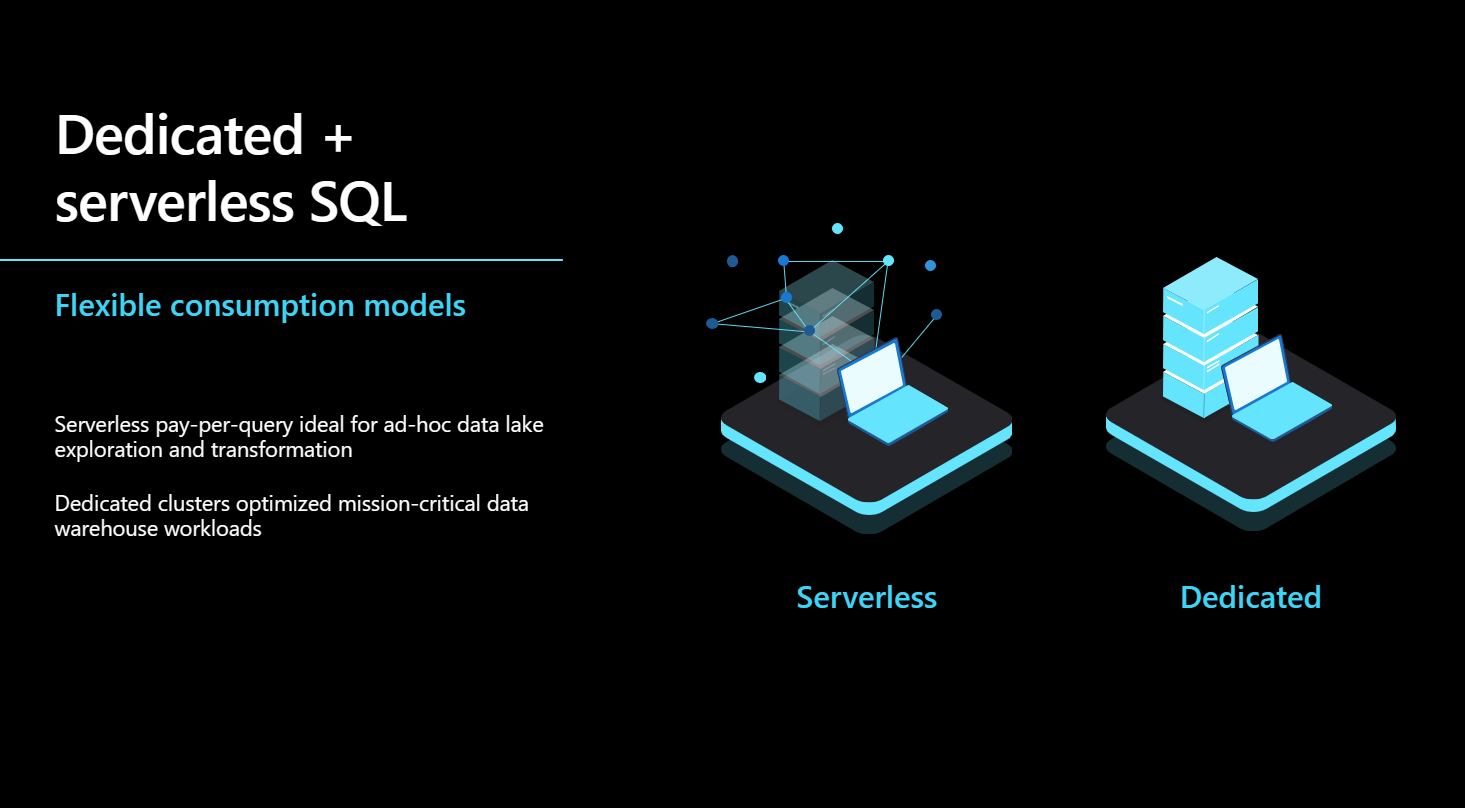 Dedicated +
serverless SQL
Flexible consumption models
Serverless pay-per-query ideal for ad-hoc data lake
exploration and transformation
Dedicated clusters optimized mission-critical data
warehouse workloads
Serverless
Dedicated